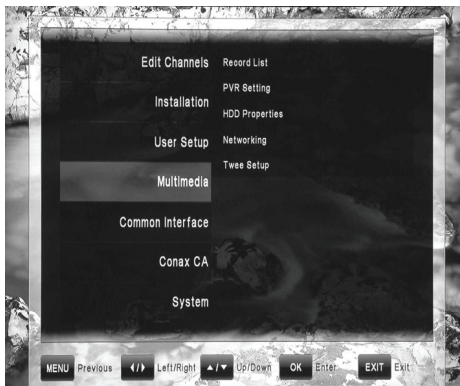 Edit Channels
Installation
User Setup
Multimedia
Common Interface
Conax CA
System
Record List
PVR Setting
HDD Properties
Networking
Twee Setup
MENU Previous ◀/▶ Left/Right ▲/▼ Up/Down OK Enter EXIT Exit